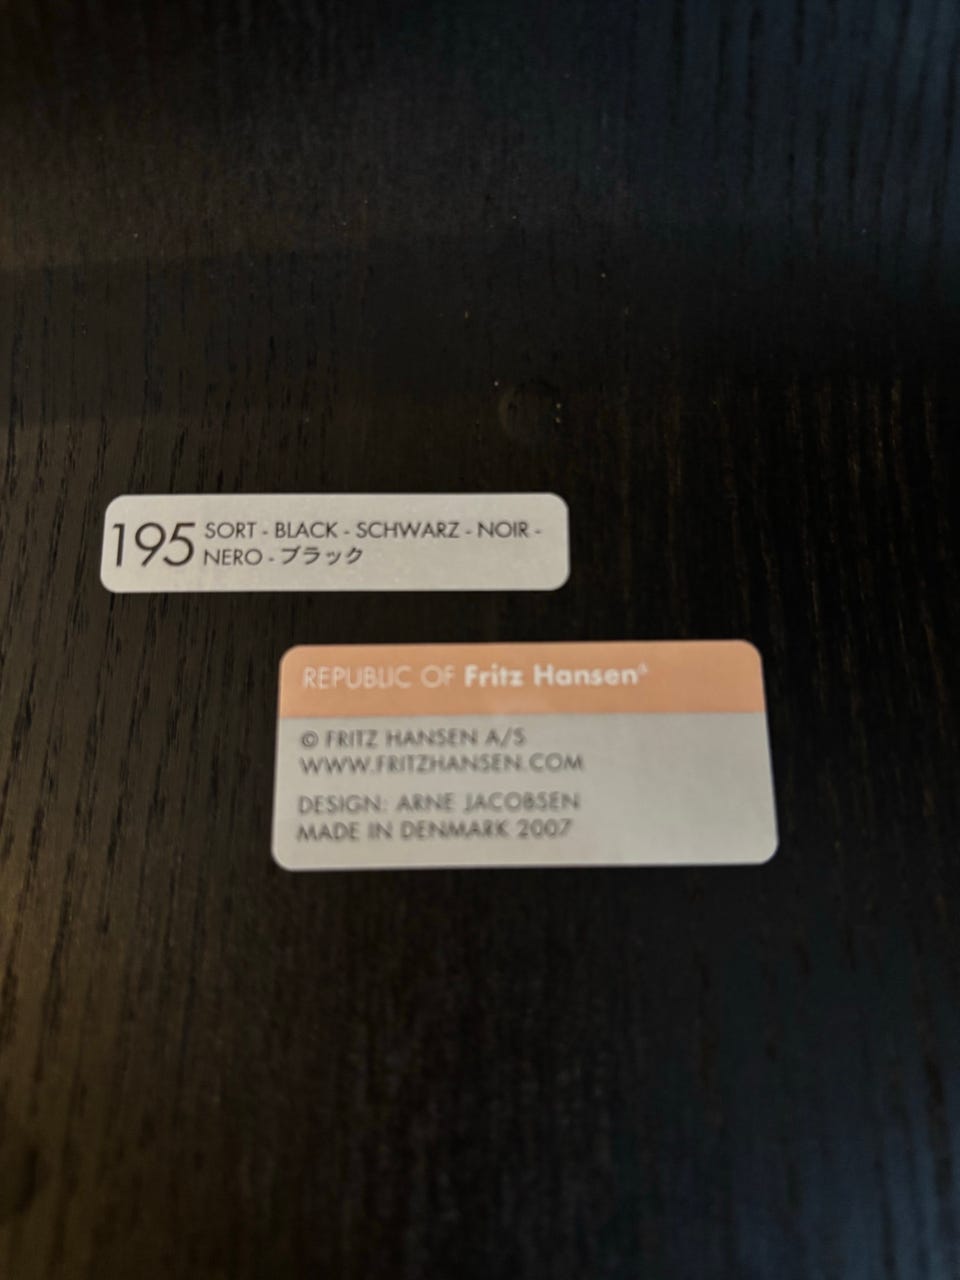 195 SORT - BLACK - SCHWARZ - NOIR -
NERO - ブラック
REPUBLIC OF Fritz Hansen®
© FRITZ HANSEN A/S
WWW.FRITZHANSEN.COM
DESIGN: ARNE JACOBSEN
MADE IN DENMARK 2007